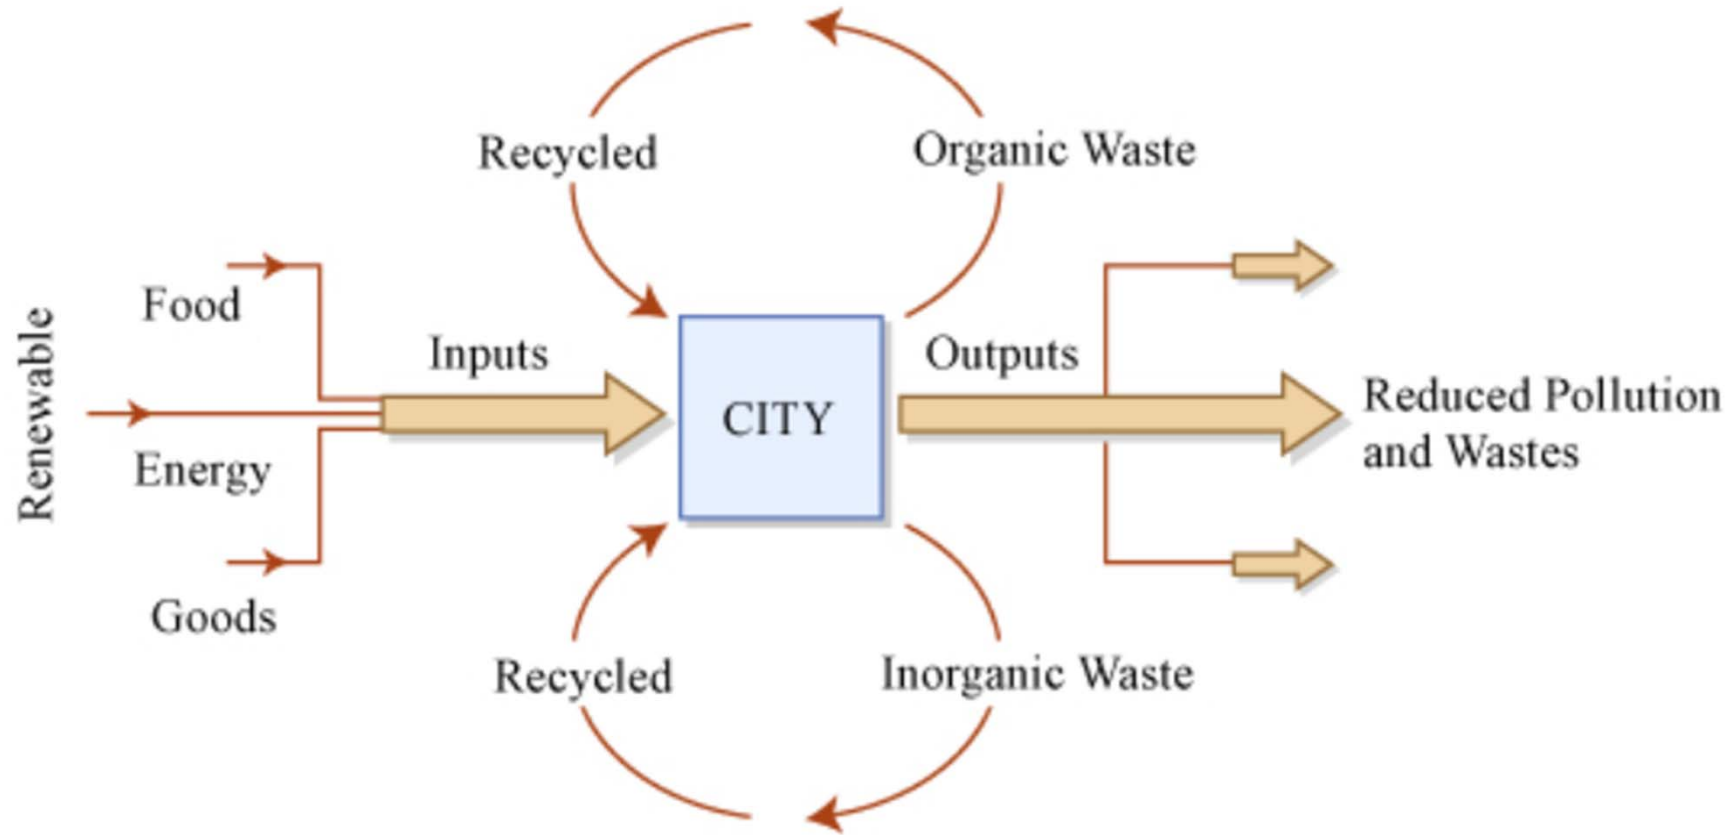 Recycled
Organic Waste
Renewable
Food
Energy
Goods
Inputs
CITY
Outputs
Reduced Pollution
and Wastes
Recycled
Inorganic Waste